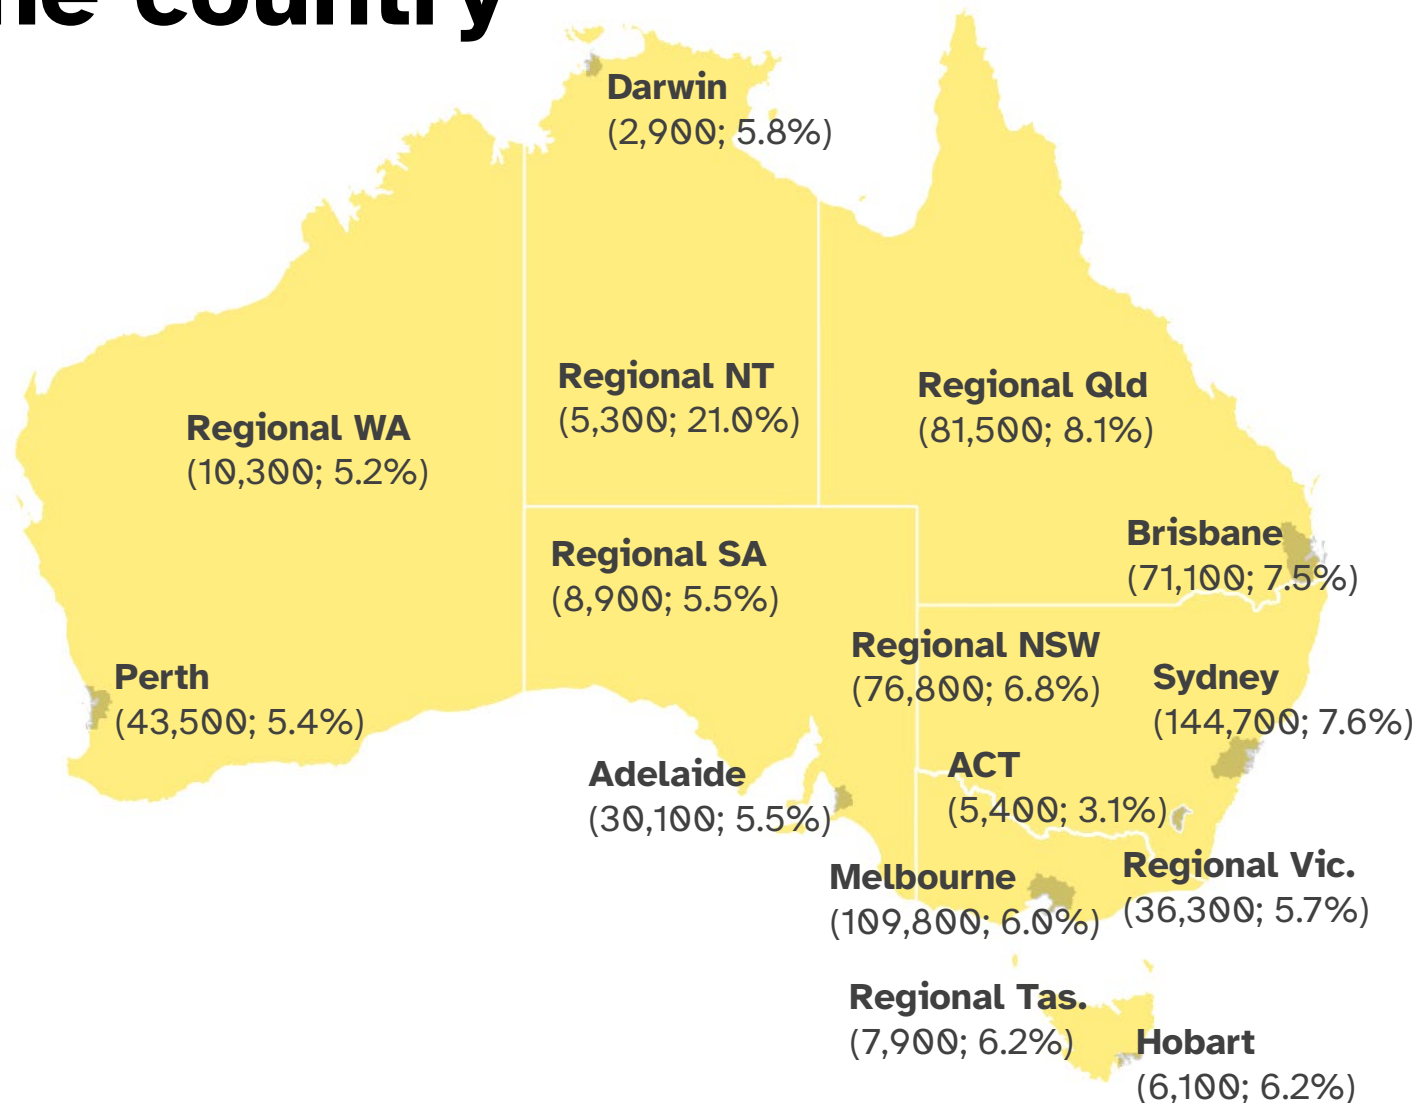 he country
Darwin
(2,900; 5.8%)
Regional NT
(5,300; 21.0%)
Regional Qld
(81,500; 8.1%)
Regional WA
(10,300; 5.2%)
Brisbane
(71,100; 7.5%)
Regional SA
(8,900; 5.5%)
Regional NSW
(76,800; 6.8%)
Sydney
(144,700; 7.6%)
Perth
(43,500; 5.4%)
ACT
(5,400; 3.1%)
Adelaide
(30,100; 5.5%)
Melbourne
(109,800; 6.0%)
Regional Vic.
(36,300; 5.7%)
Regional Tas.
(7,900; 6.2%)
Hobart
(6,100; 6.2%)